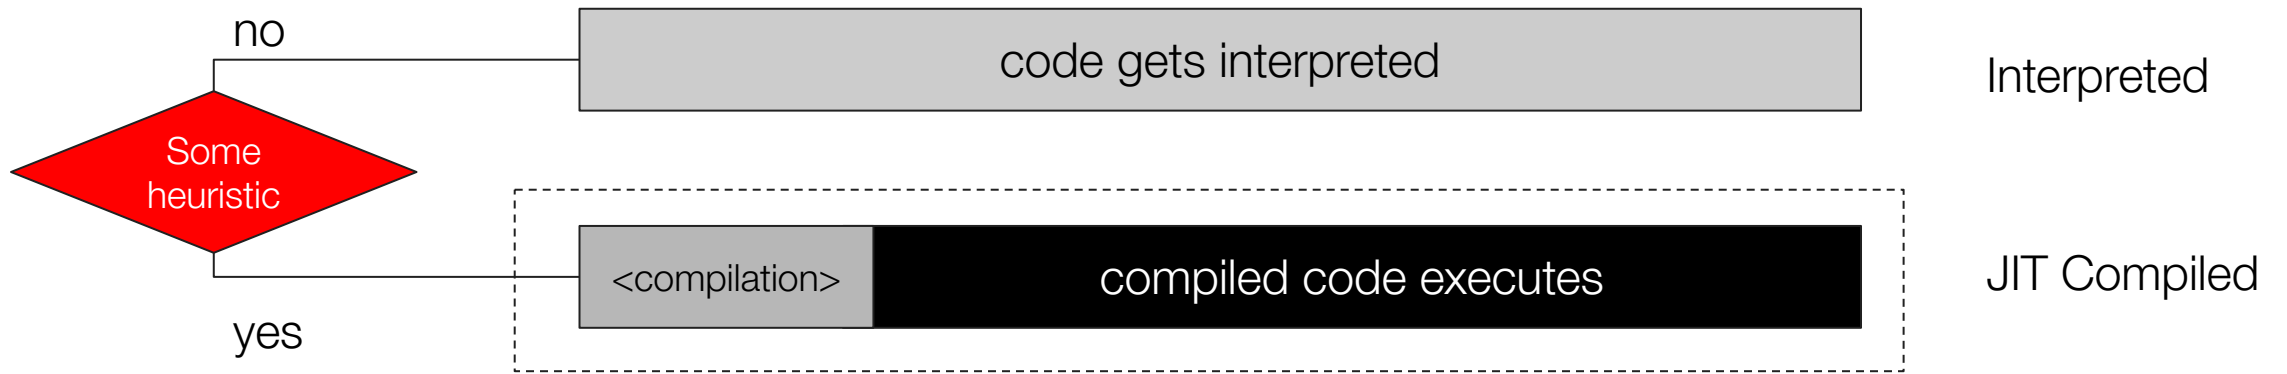 no
code gets interpreted
Interpreted
Some
heuristic
<compilation>
compiled code executes
JIT Compiled
yes